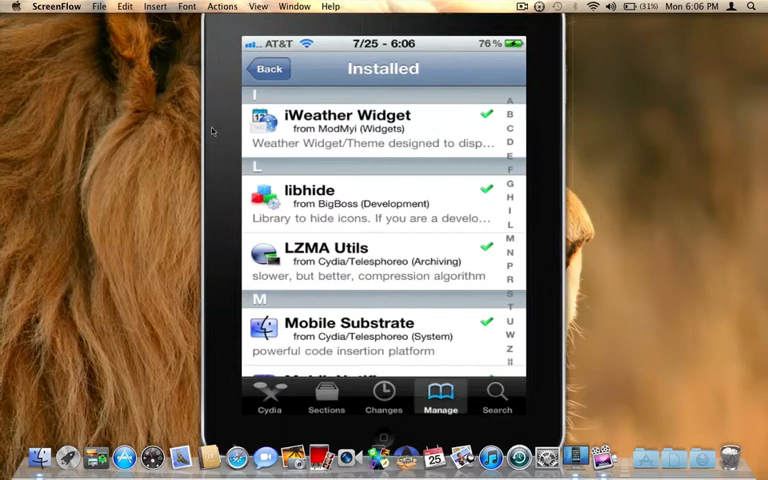 ScreenFlow File Edit Insert Font Actions View Window Help (31%) Mon 6:06 PM
AT&T 7/25 - 6:06 76%
Back Installed
I
iWeather Widget
from ModMyi (Widgets)
Weather Widget/Theme designed to disp...
L
libhide
from BigBoss (Development)
Library to hide icons. If you are a develo...
LZMA Utils
from Cydia/Telesphoreo (Archiving)
slower, but better, compression algorithm
M
Mobile Substrate
from Cydia/Telesphoreo (System)
powerful code insertion platform
A
B
C
D
E
F
G
H
I
L
M
N
P
R
S
T
U
W
Z
#
Cydia Sections Changes Manage Search
12
25